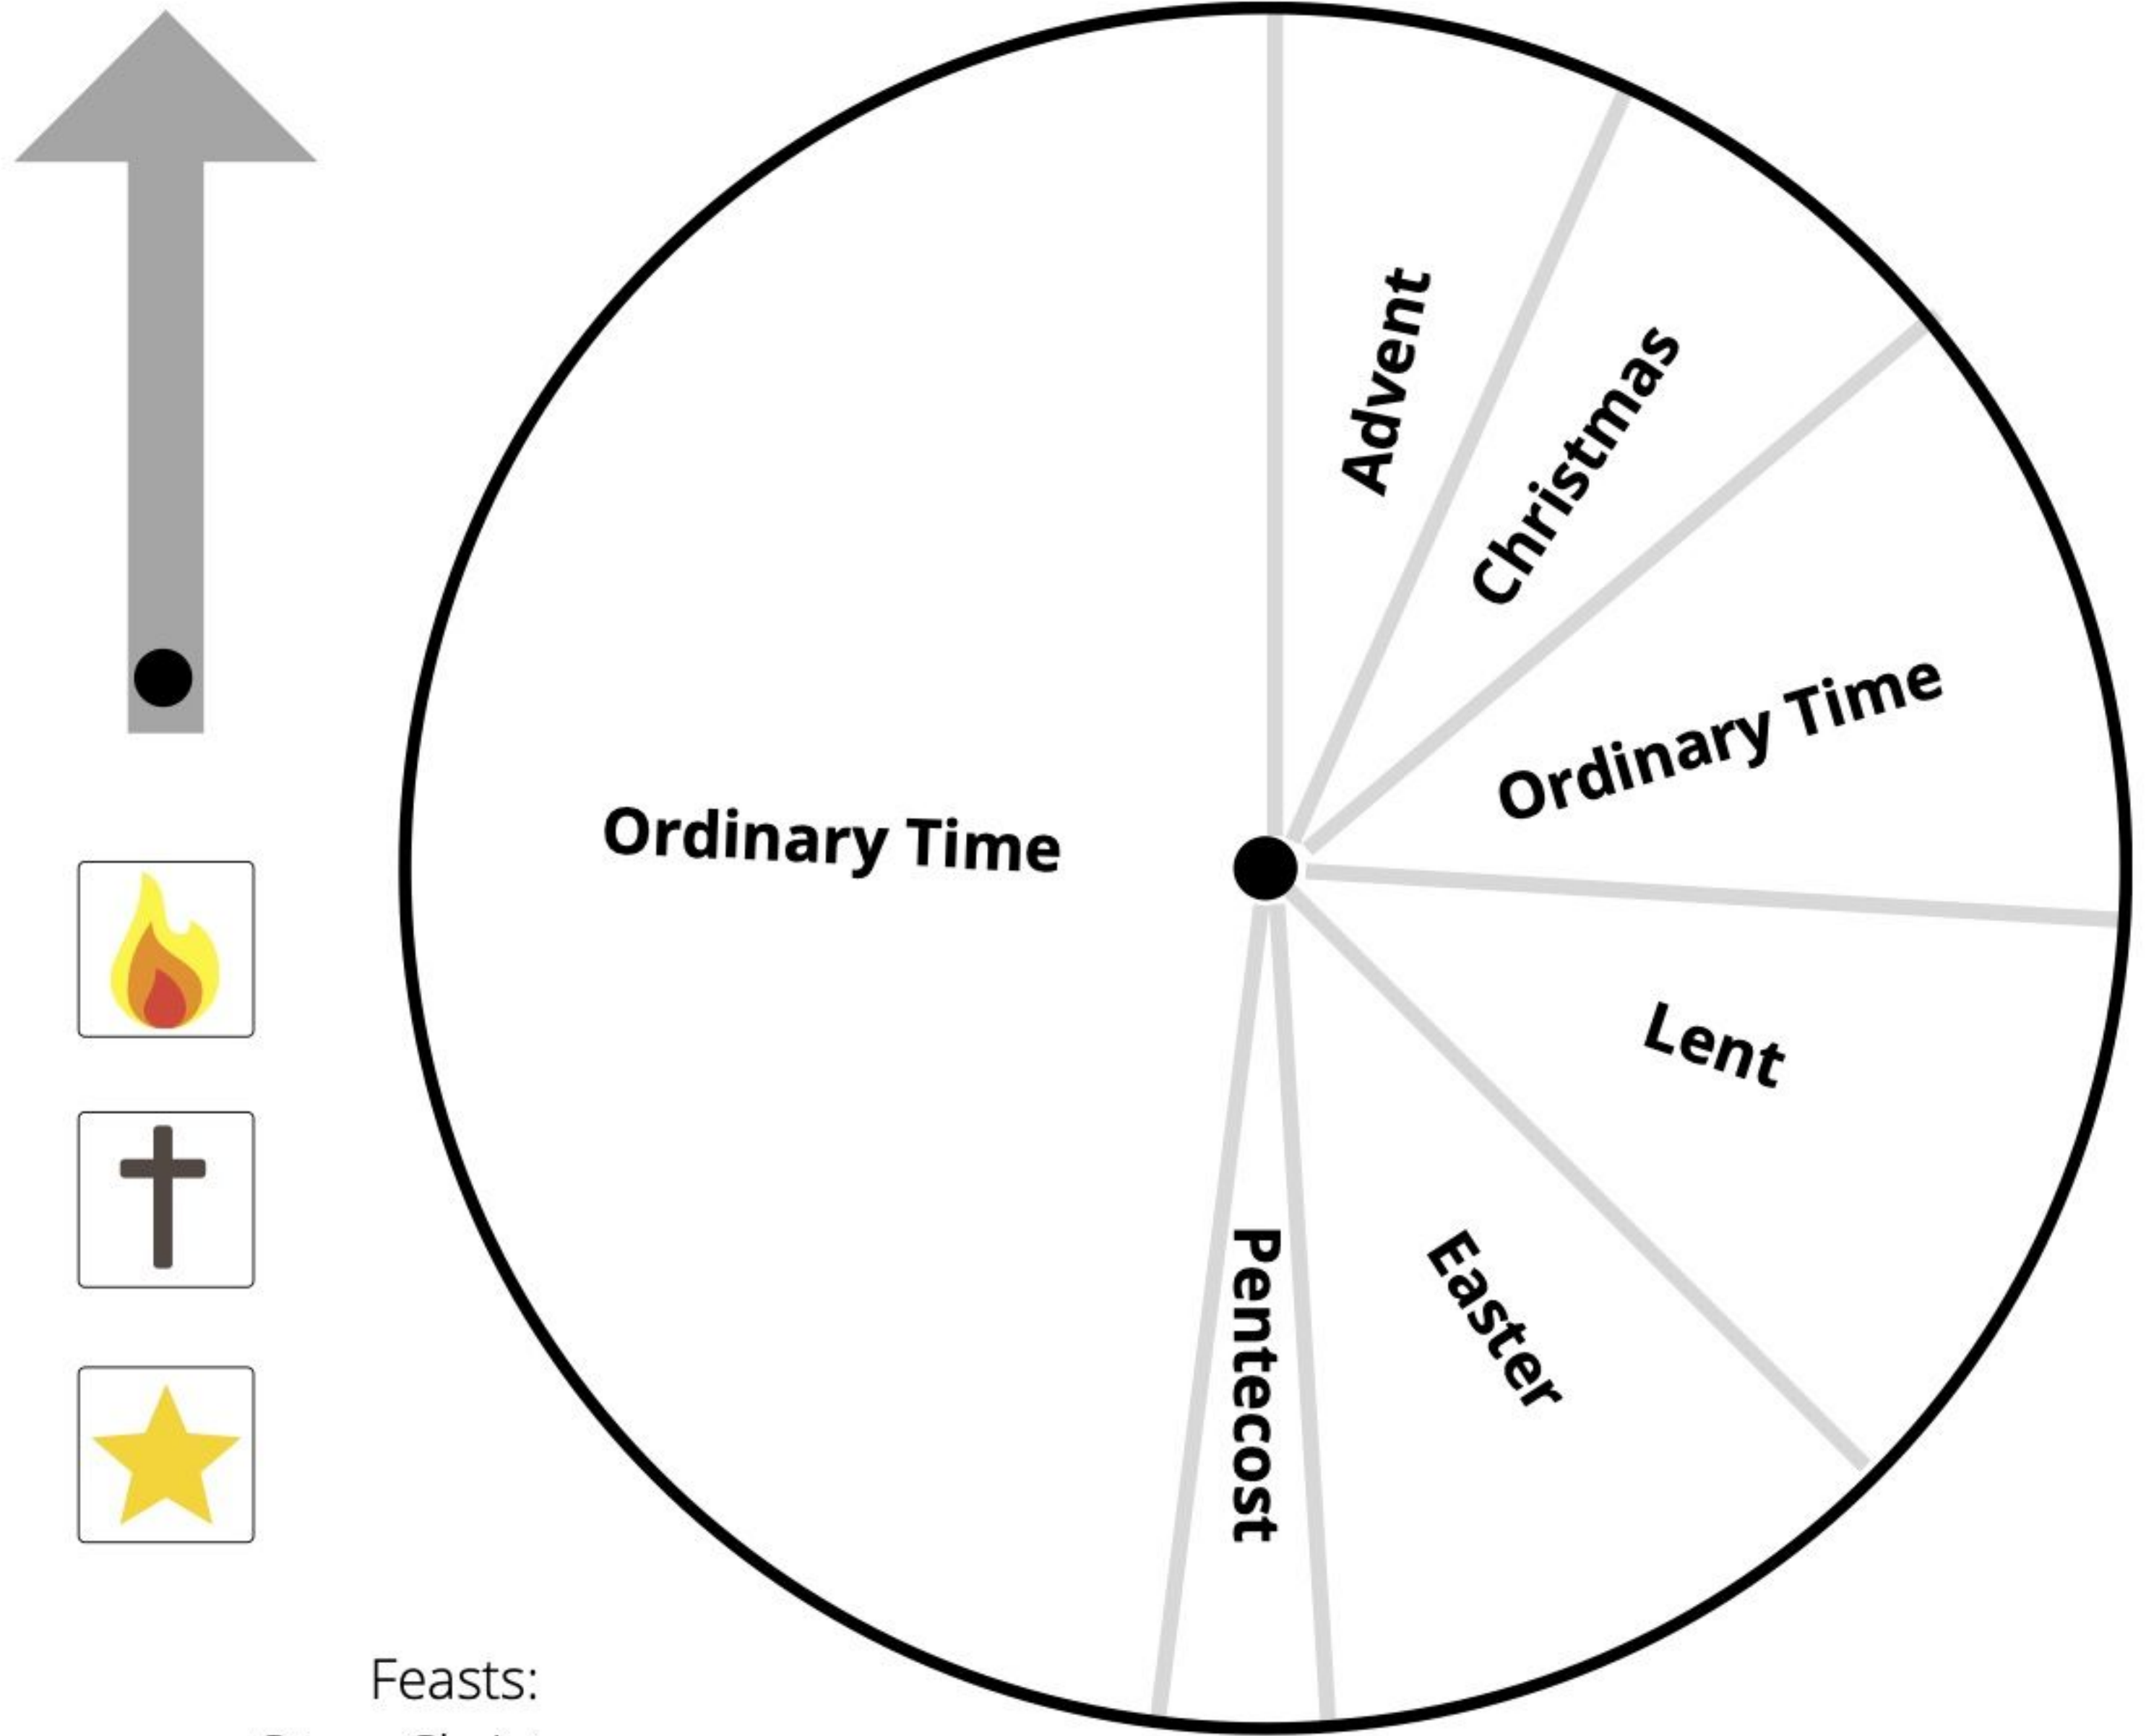 Advent
Christmas
Ordinary Time
Lent
Easter
Pentecost
Ordinary Time
Feasts: